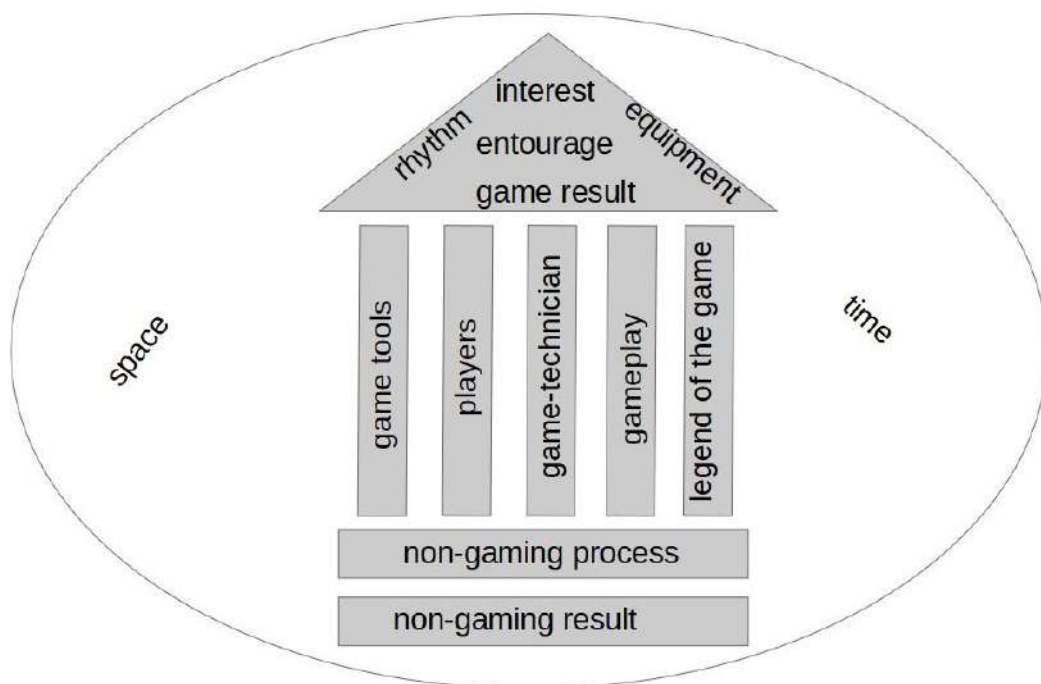 interest
rhythm
equipment
entourage
game result
space
time
game tools
players
game-technician
gameplay
legend of the game
non-gaming process
non-gaming result